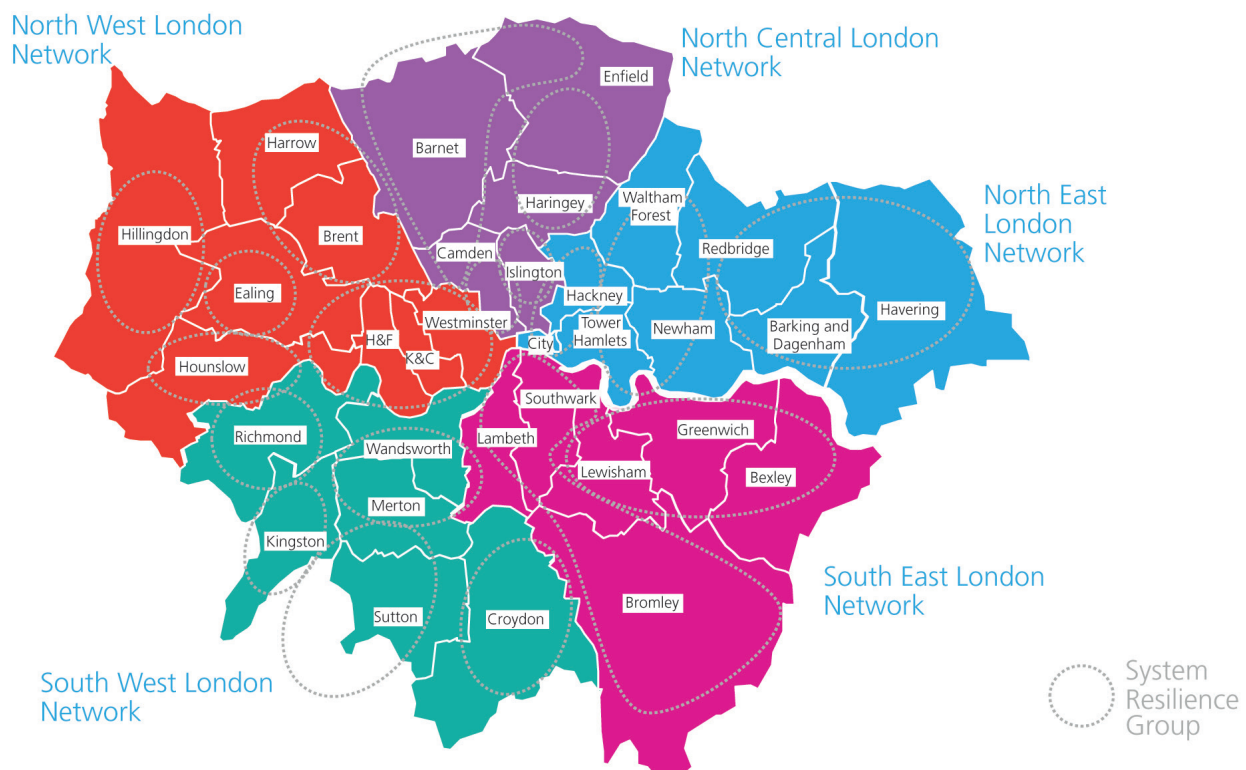 North West London
Network
North Central London
Network
Enfield
Harrow
Barnet
Haringey
Waltham
Forest
North East
London
Network
Hillingdon
Brent
Redbridge
Camden
Islington
Ealing
Hackney
Havering
Westminster
H&F
K&C
City
Tower
Hamlets
Newham
Barking and
Dagenham
Hounslow
Southwark
Richmond
Lambeth
Greenwich
Wandsworth
Lewisham
Bexley
Merton
Kingston
South East London
Network
Bromley
Sutton
Croydon
South West London
Network
System
Resilience
Group